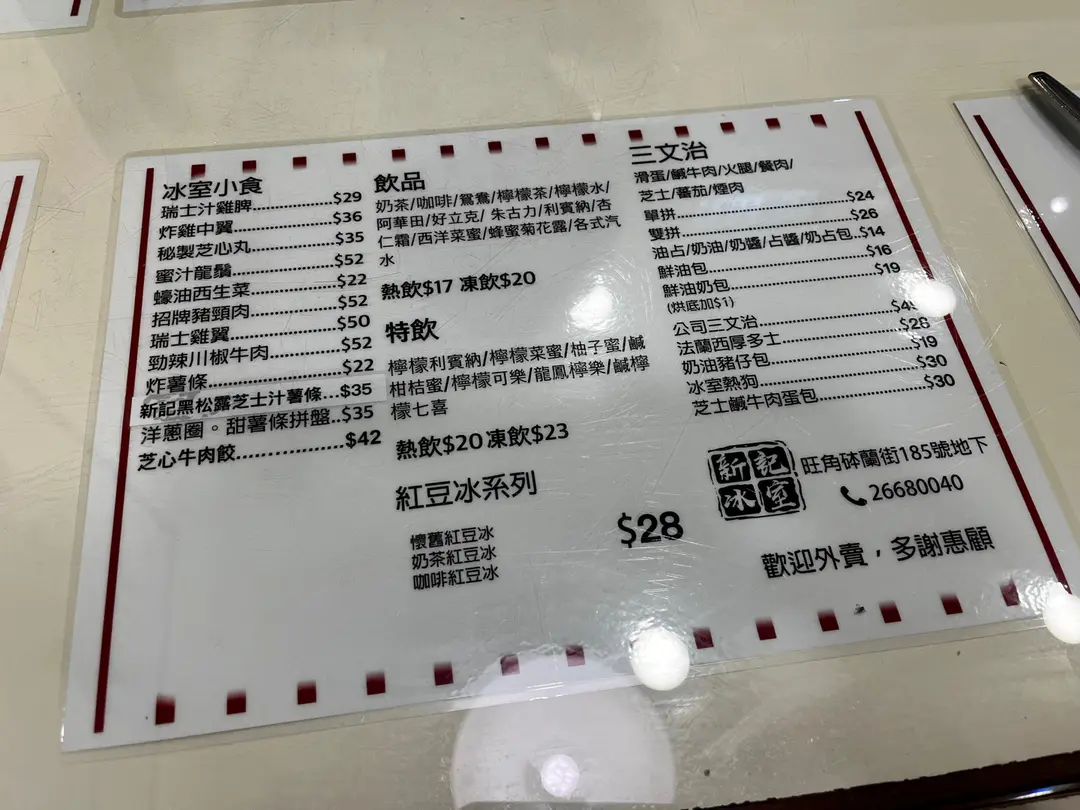 冰室小食
瑞士汁雞脾..................$29
炸雞中翼..................$36
秘製芝心丸..................$35
蜜汁龍鬚..................$52
蠔油西生菜..................$22
招牌豬頸肉..................$52
瑞士雞翼..................$50
勁辣川椒牛肉..................$52
炸薯條..................$22
新記黑松露芝士汁薯條...$35
洋蔥圈。甜薯條拼盤..$35
芝心牛肉餃..................$42
飲品
奶茶/咖啡/鴛鴦/檸檬茶/檸檬水/
阿華田/好立克/ 朱古力/利賓納/杏
仁霜/西洋菜蜜/蜂蜜菊花露/各式汽
水
熱飲$17 凍飲$20
特飲
檸檬利賓納/檸檬菜蜜/柚子蜜/鹹
柑桔蜜/檸檬可樂/龍鳳檸樂/鹹檸
檬七喜
熱飲$20 凍飲$23
紅豆冰系列
懷舊紅豆冰
奶茶紅豆冰
咖啡紅豆冰
$28
三文治
滑蛋/鹹牛肉/火腿/餐肉/
芝士/蕃茄/煙肉
單拼..................$24
雙拼..................$26
油占/奶油/奶醬/占醬/奶占包..$14
鮮油包..................$16
鮮油奶包..................$19
(烘底加$1)
公司三文治..................
法蘭西厚多士..................$28
奶油豬仔包..................$19
冰室熱狗..................$30
芝士鹹牛肉蛋包..................$30
新記
冰室
旺角砵蘭街185號地下
26680040
歡迎外賣，多謝惠顧